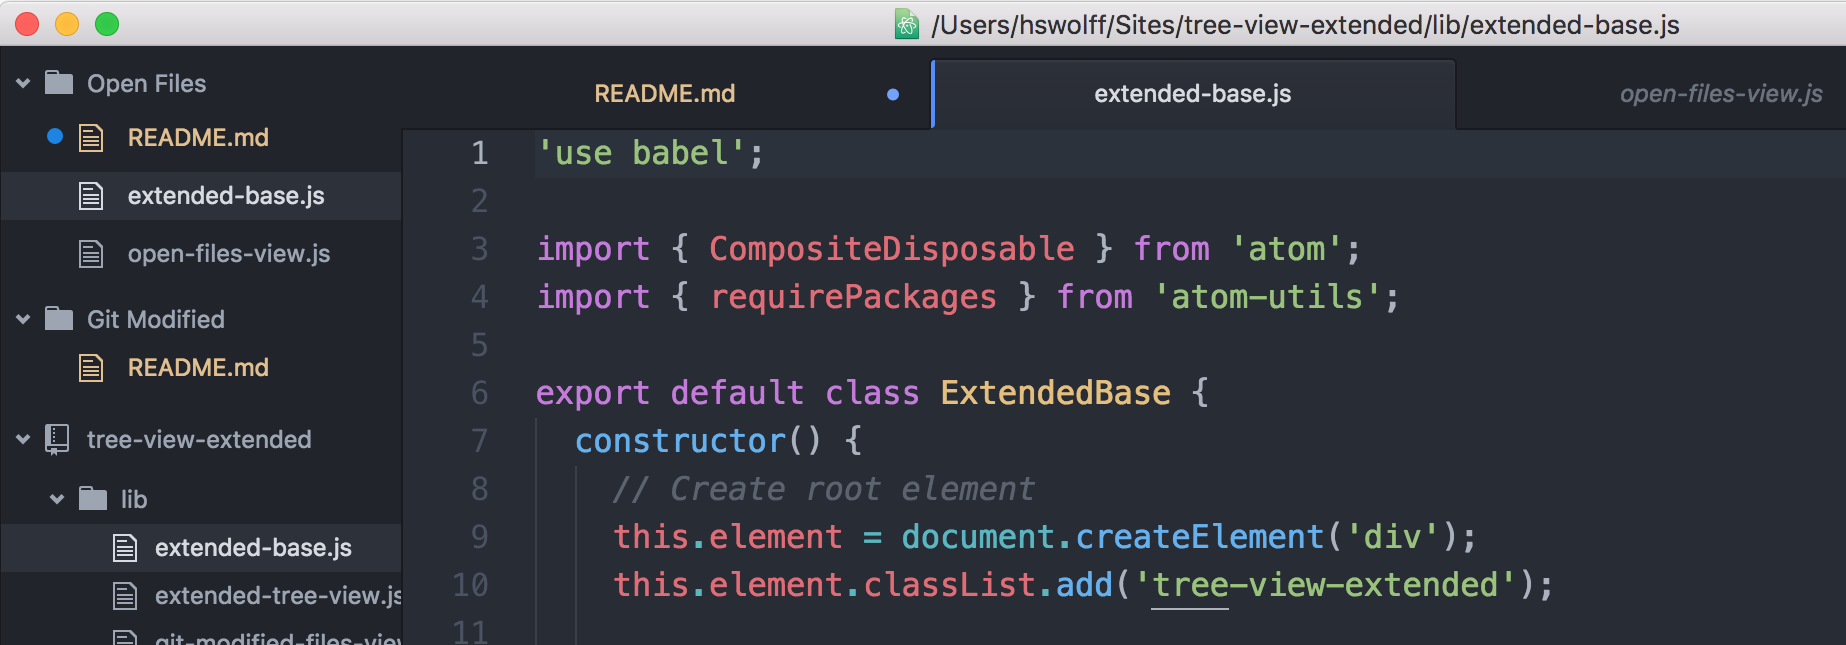 /Users/hswolff/Sites/tree-view-extended/lib/extended-base.js
Open Files
README.md
extended-base.js
open-files-view.js
Git Modified
README.md
tree-view-extended
lib
extended-base.js
extended-tree-view.js
git-modified-files-view
README.md
extended-base.js
open-files-view.js
1 'use babel';
2
3 import { CompositeDisposable } from 'atom';
4 import { requirePackages } from 'atom-utils';
5
6 export default class ExtendedBase {
7 constructor() {
8 // Create root element
9 this.element = document.createElement('div');
10 this.element.classList.add('tree-view-extended');
11